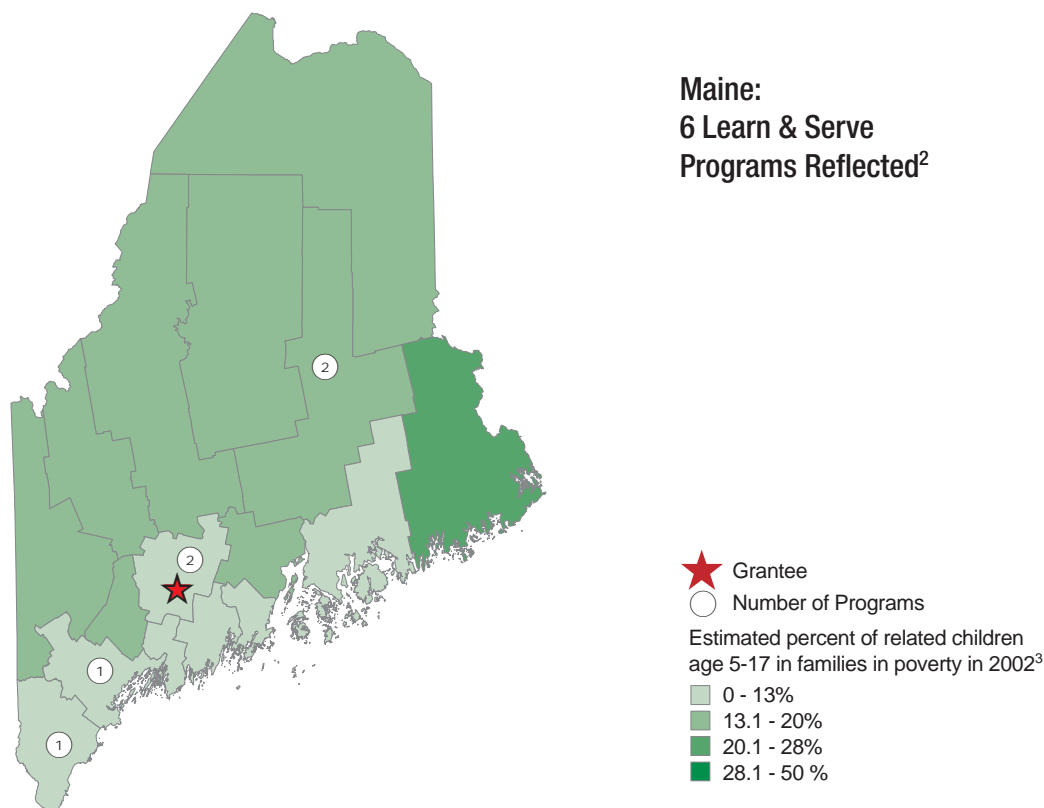 Maine:
6 Learn & Serve
Programs Reflected²
2
2
1
1
Grantee
Number of Programs
Estimated percent of related children
age 5-17 in families in poverty in 2002³
0 - 13%
13.1 - 20%
20.1 - 28%
28.1 - 50 %